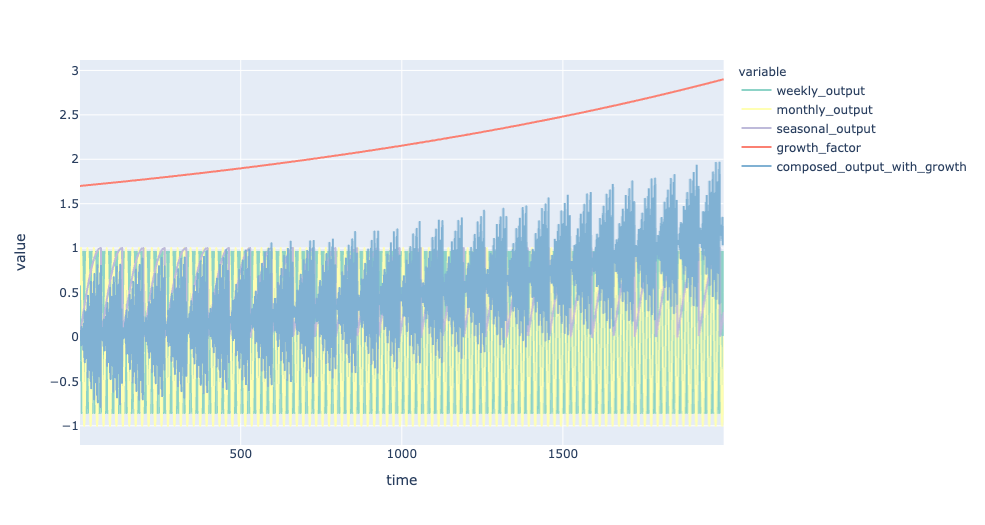 variable
weekly_output
monthly_output
seasonal_output
growth_factor
composed_output_with_growth
value
3
2.5
2
1.5
1
0.5
0
−0.5
−1
500
1000
1500
time